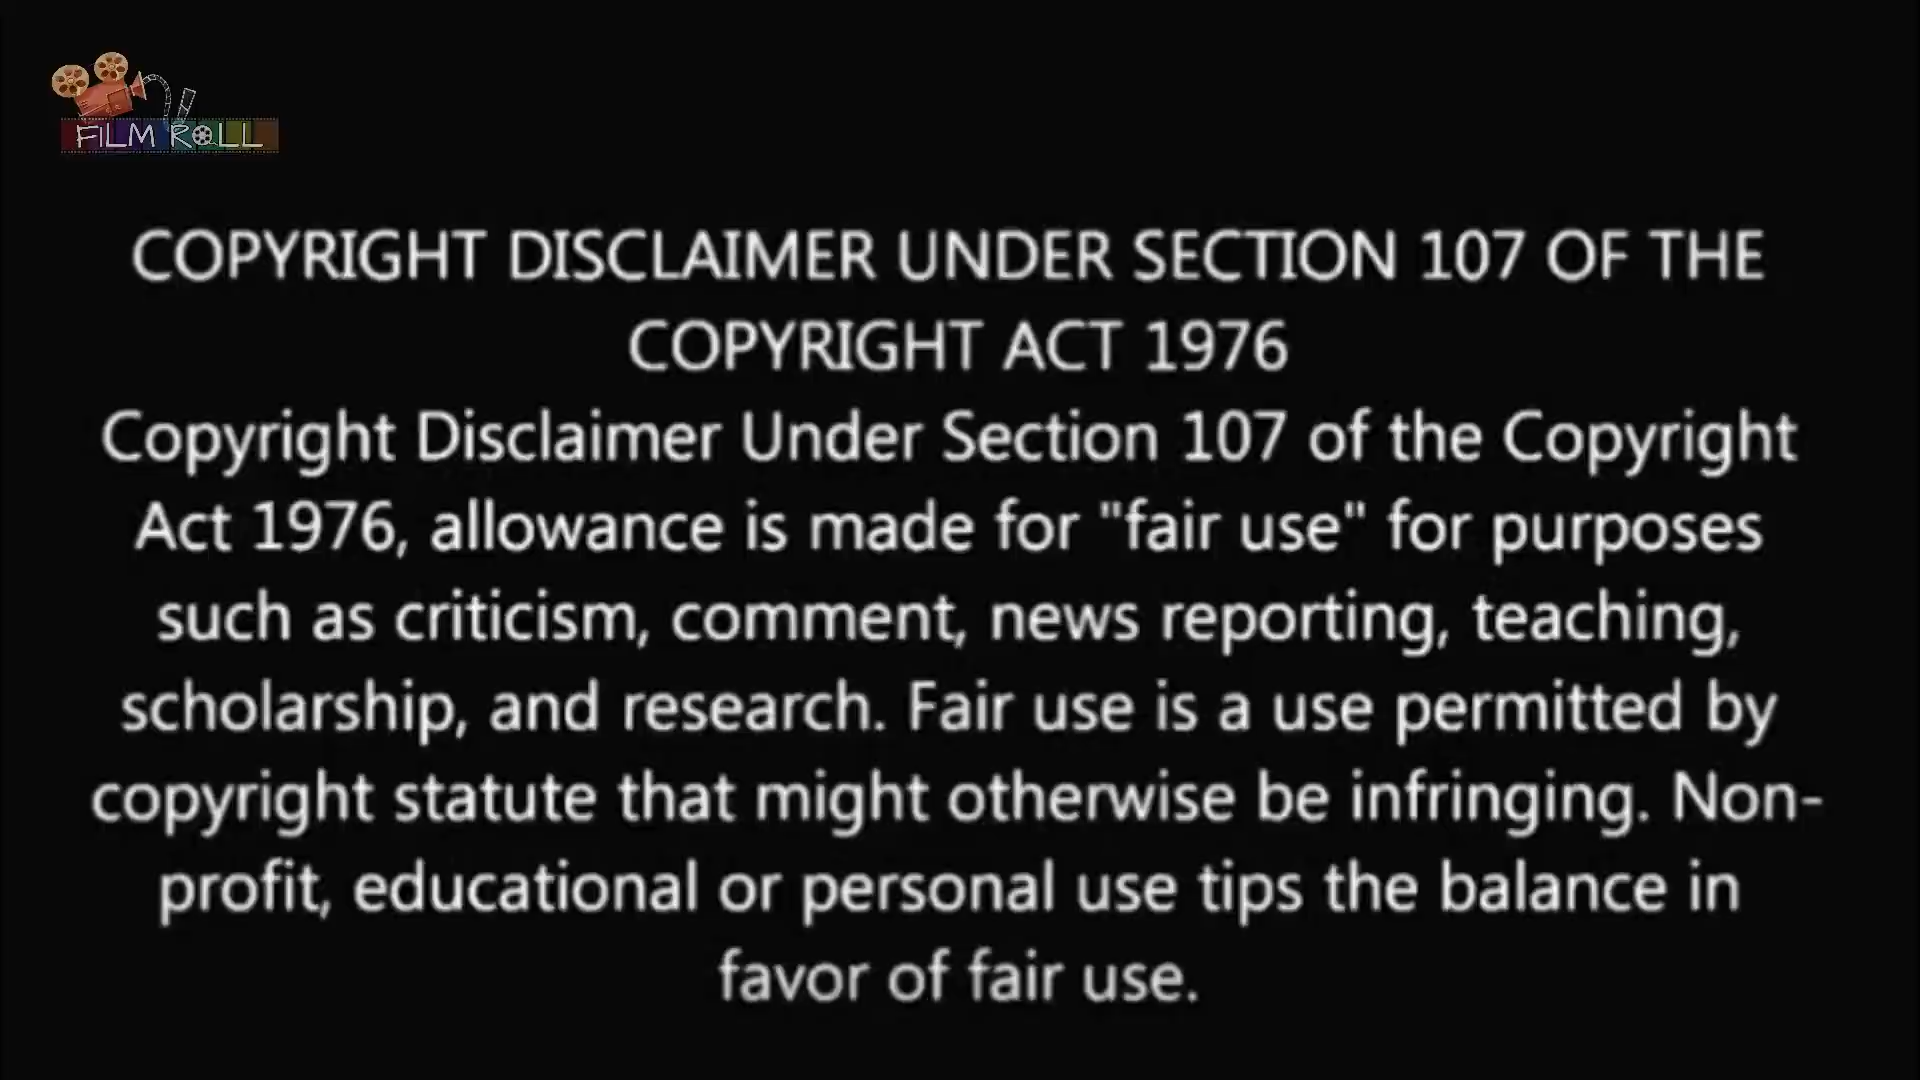 FILM ROLL
COPYRIGHT DISCLAIMER UNDER SECTION 107 OF THE
COPYRIGHT ACT 1976
Copyright Disclaimer Under Section 107 of the Copyright
Act 1976, allowance is made for "fair use" for purposes
such as criticism, comment, news reporting, teaching,
scholarship, and research. Fair use is a use permitted by
copyright statute that might otherwise be infringing. Non-
profit, educational or personal use tips the balance in
favor of fair use.